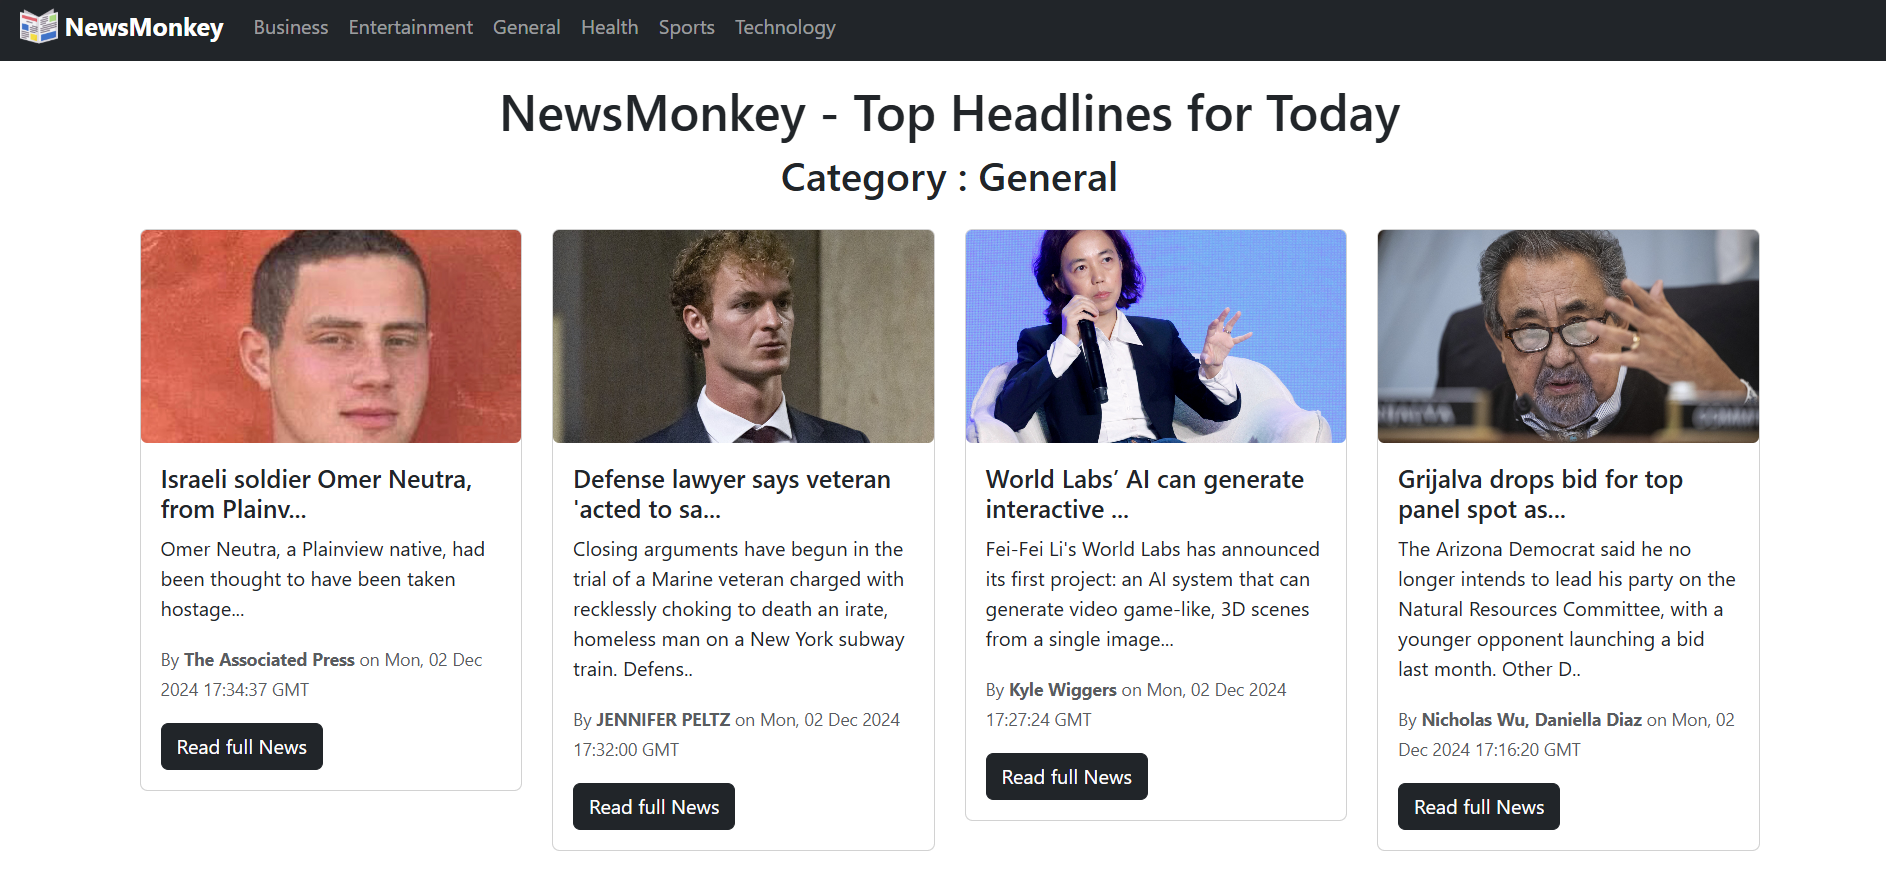 NewsMonkey Business Entertainment General Health Sports Technology
NewsMonkey - Top Headlines for Today
Category : General
Israeli soldier Omer Neutra,
from Plainv...
Omer Neutra, a Plainview native, had
been thought to have been taken
hostage...
By The Associated Press on Mon, 02 Dec
2024 17:34:37 GMT
Read full News
Defense lawyer says veteran
'acted to sa...
Closing arguments have begun in the
trial of a Marine veteran charged with
recklessly choking to death an irate,
homeless man on a New York subway
train. Defens..
By JENNIFER PELTZ on Mon, 02 Dec 2024
17:32:00 GMT
Read full News
World Labs’ AI can generate
interactive ...
Fei-Fei Li's World Labs has announced
its first project: an AI system that can
generate video game-like, 3D scenes
from a single image...
By Kyle Wiggers on Mon, 02 Dec 2024
17:27:24 GMT
Read full News
Grijalva drops bid for top
panel spot as...
The Arizona Democrat said he no
longer intends to lead his party on the
Natural Resources Committee, with a
younger opponent launching a bid
last month. Other D..
By Nicholas Wu, Daniella Diaz on Mon, 02
Dec 2024 17:16:20 GMT
Read full News